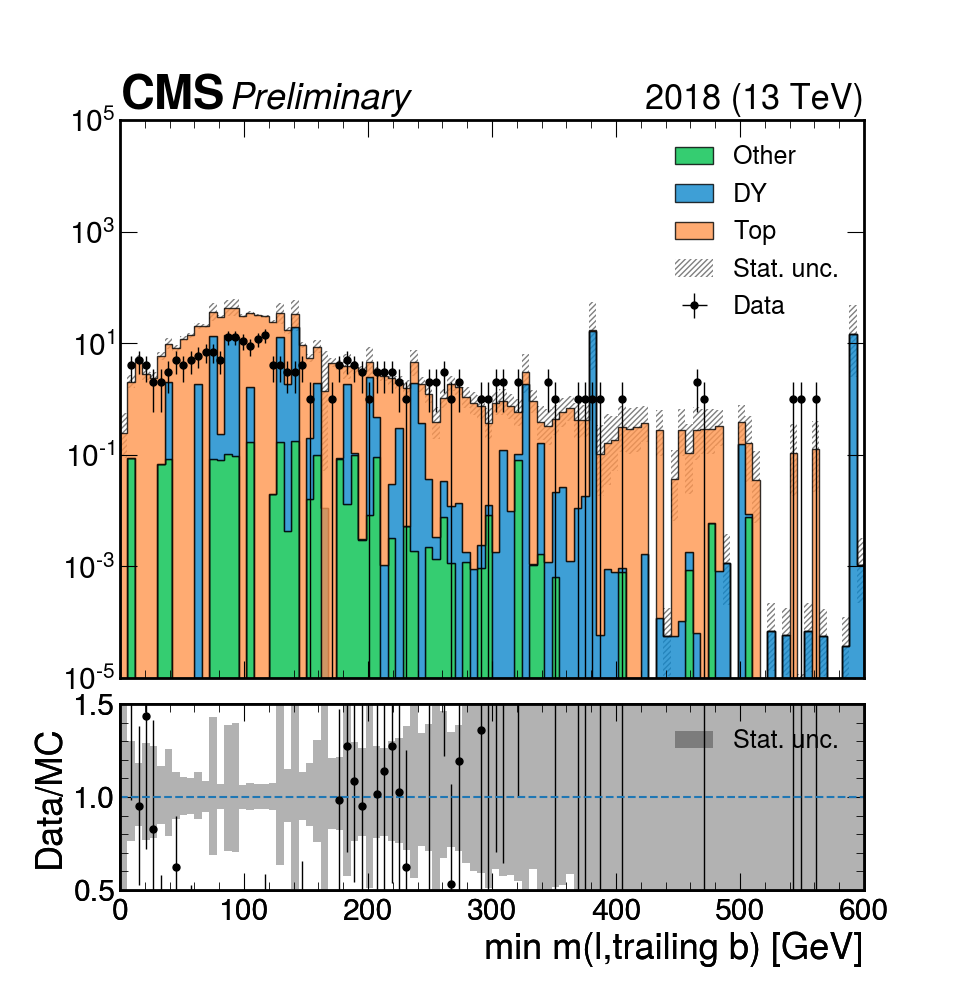 CMS Preliminary 2018 (13 TeV)
10^5
10^3
10^1
10^-1
10^-3
10^-5
Other
DY
Top
Stat. unc.
Data
Data/MC
1.5
1.0
0.5
Stat. unc.
0 100 200 300 400 500 600
min m(l,trailing b) [GeV]